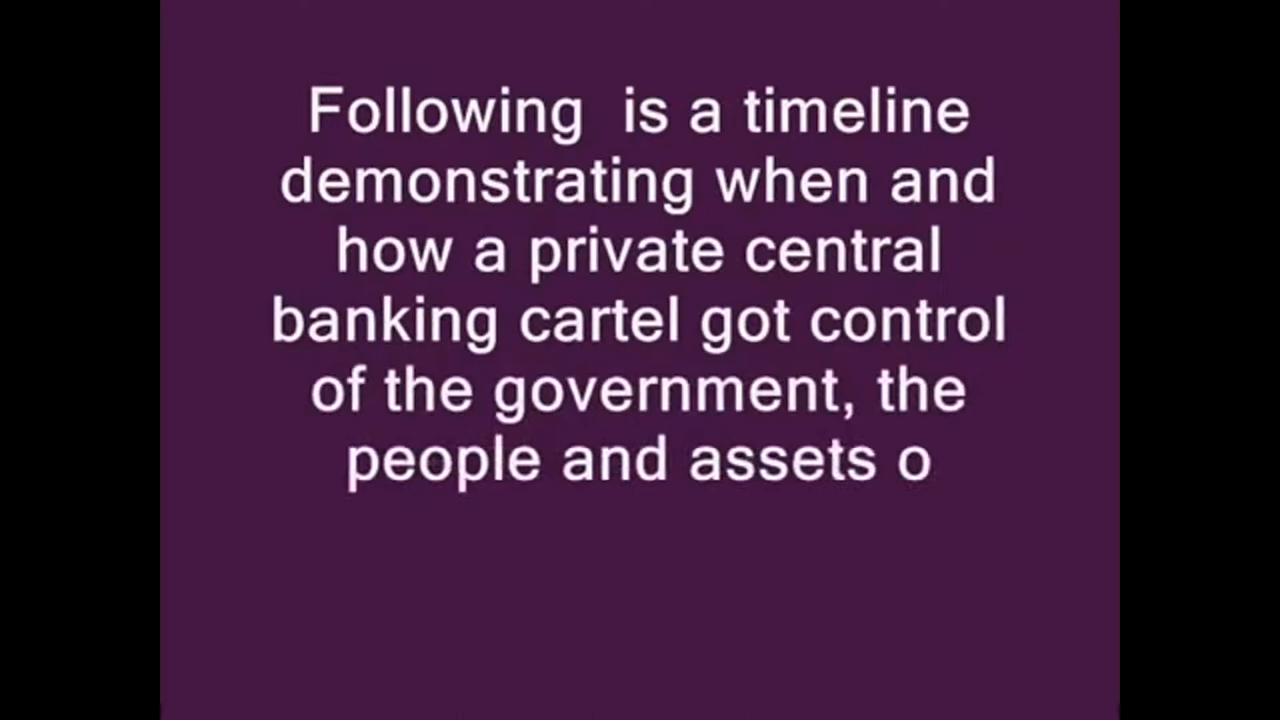 Following  is a timeline
demonstrating when and
how a private central
banking cartel got control
of the government, the
people and assets o